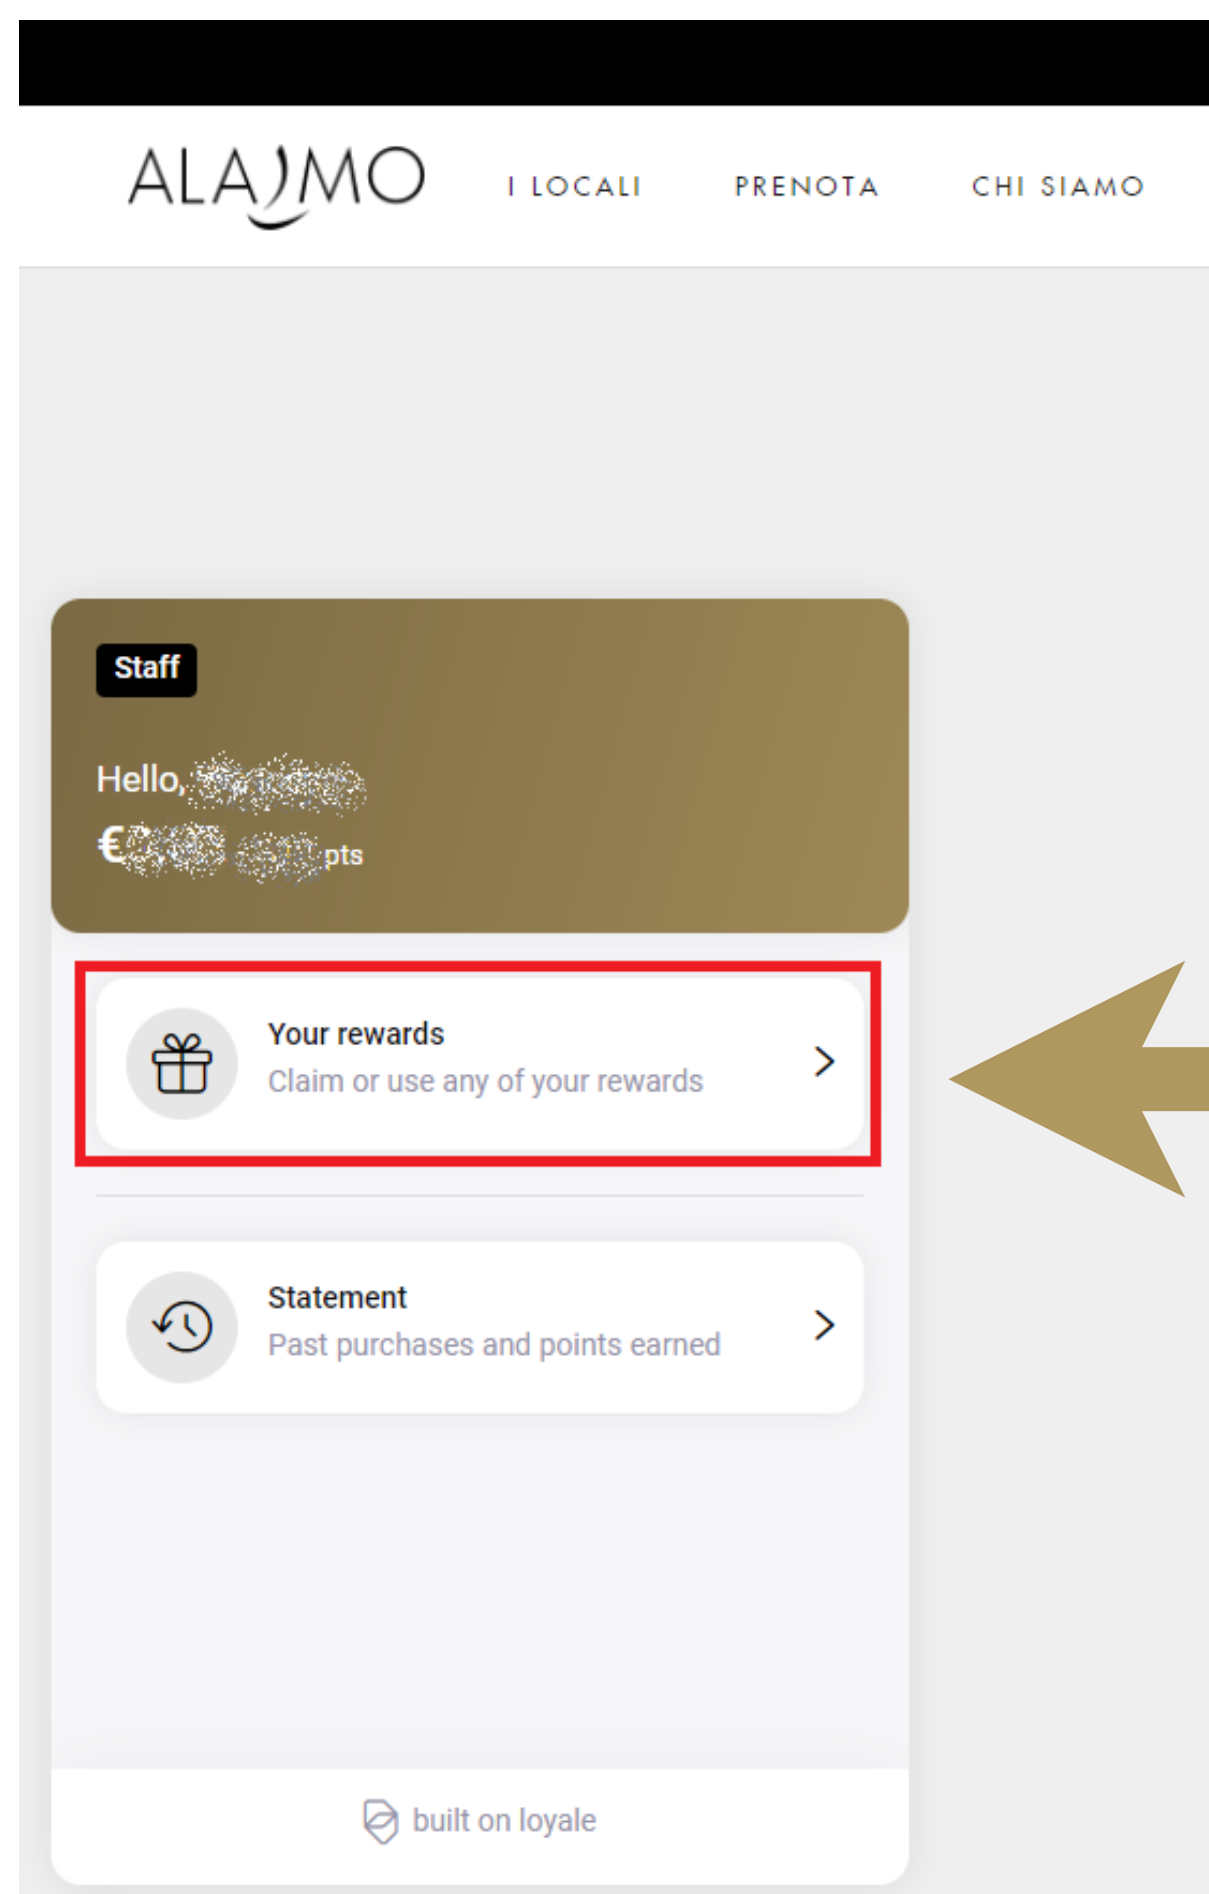 ALAJMO I LOCALI PRENOTA CHI SIAMO
Staff
Hello,
€ pts
Your rewards
Claim or use any of your rewards
Statement
Past purchases and points earned
built on loyale